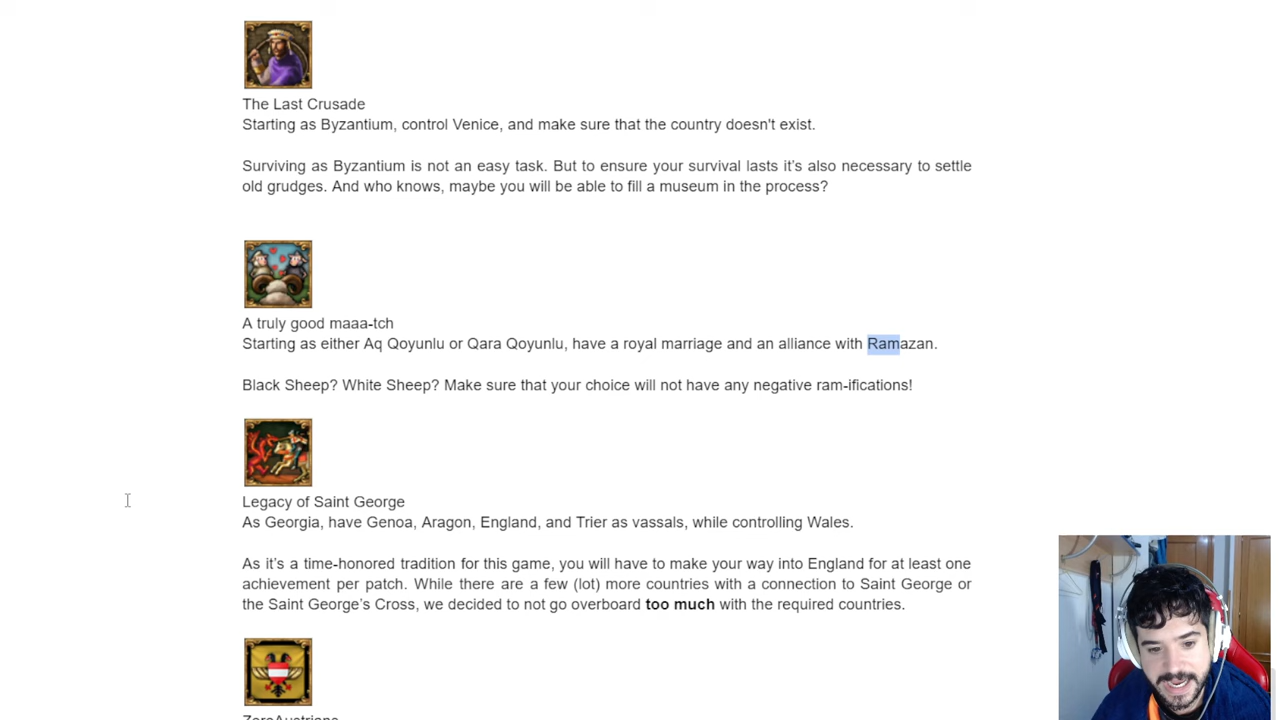 The Last Crusade
Starting as Byzantium, control Venice, and make sure that the country doesn't exist.
Surviving as Byzantium is not an easy task. But to ensure your survival lasts it’s also necessary to settle
old grudges. And who knows, maybe you will be able to fill a museum in the process?
A truly good maaa-tch
Starting as either Aq Qoyunlu or Qara Qoyunlu, have a royal marriage and an alliance with Ramazan.
Black Sheep? White Sheep? Make sure that your choice will not have any negative ram-ifications!
Legacy of Saint George
As Georgia, have Genoa, Aragon, England, and Trier as vassals, while controlling Wales.
As it’s a time-honored tradition for this game, you will have to make your way into England for at least one
achievement per patch. While there are a few (lot) more countries with a connection to Saint George or
the Saint George’s Cross, we decided to not go overboard too much with the required countries.
ZeroAustrians